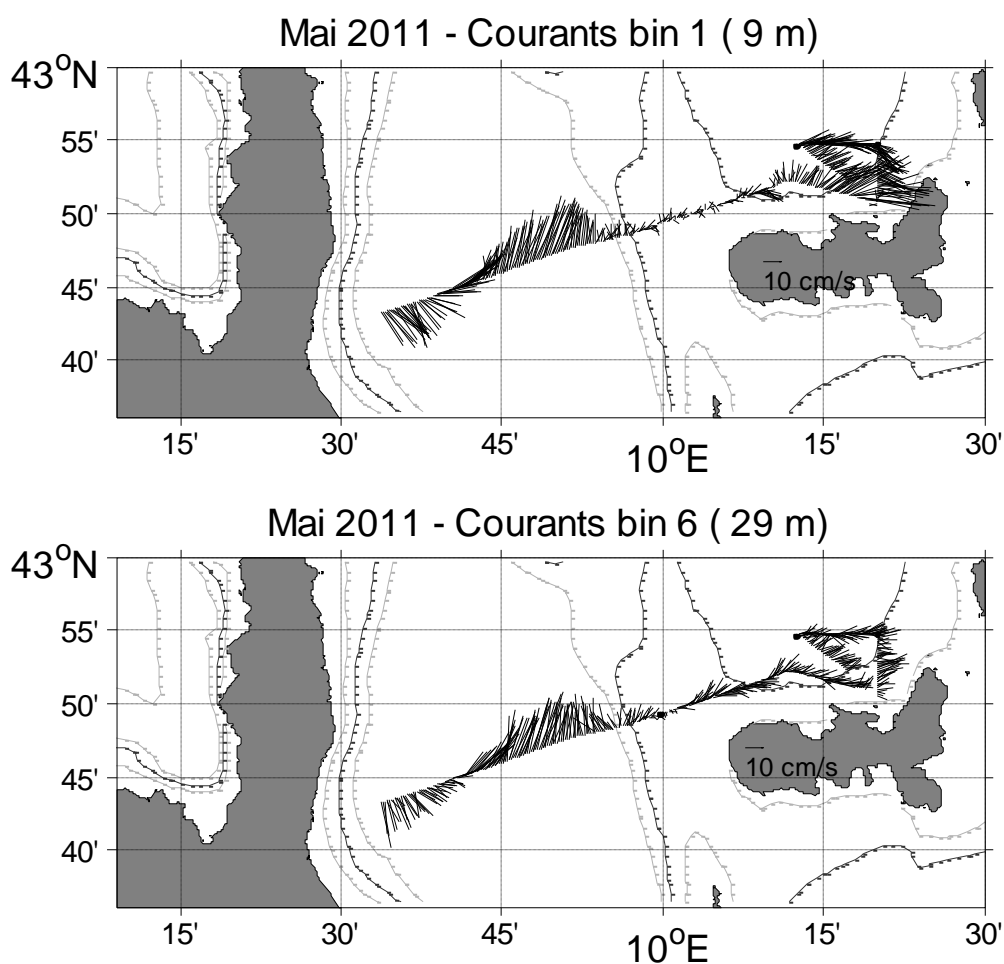 Mai 2011 - Courants bin 1 ( 9 m)
43°N
55'
50'
45'
40'
10 cm/s
15' 30' 45' 10°E 15' 30'
Mai 2011 - Courants bin 6 ( 29 m)
43°N
55'
50'
45'
40'
10 cm/s
15' 30' 45' 10°E 15' 30'